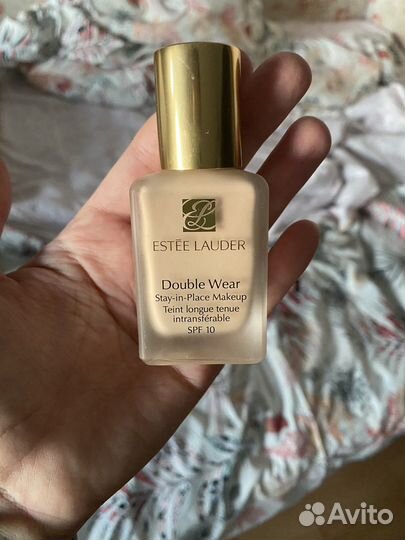 ESTĒE LAUDER
Double Wear
Stay-in-Place Makeup
Teint longue tenue
intransférable
SPF 10
Avito